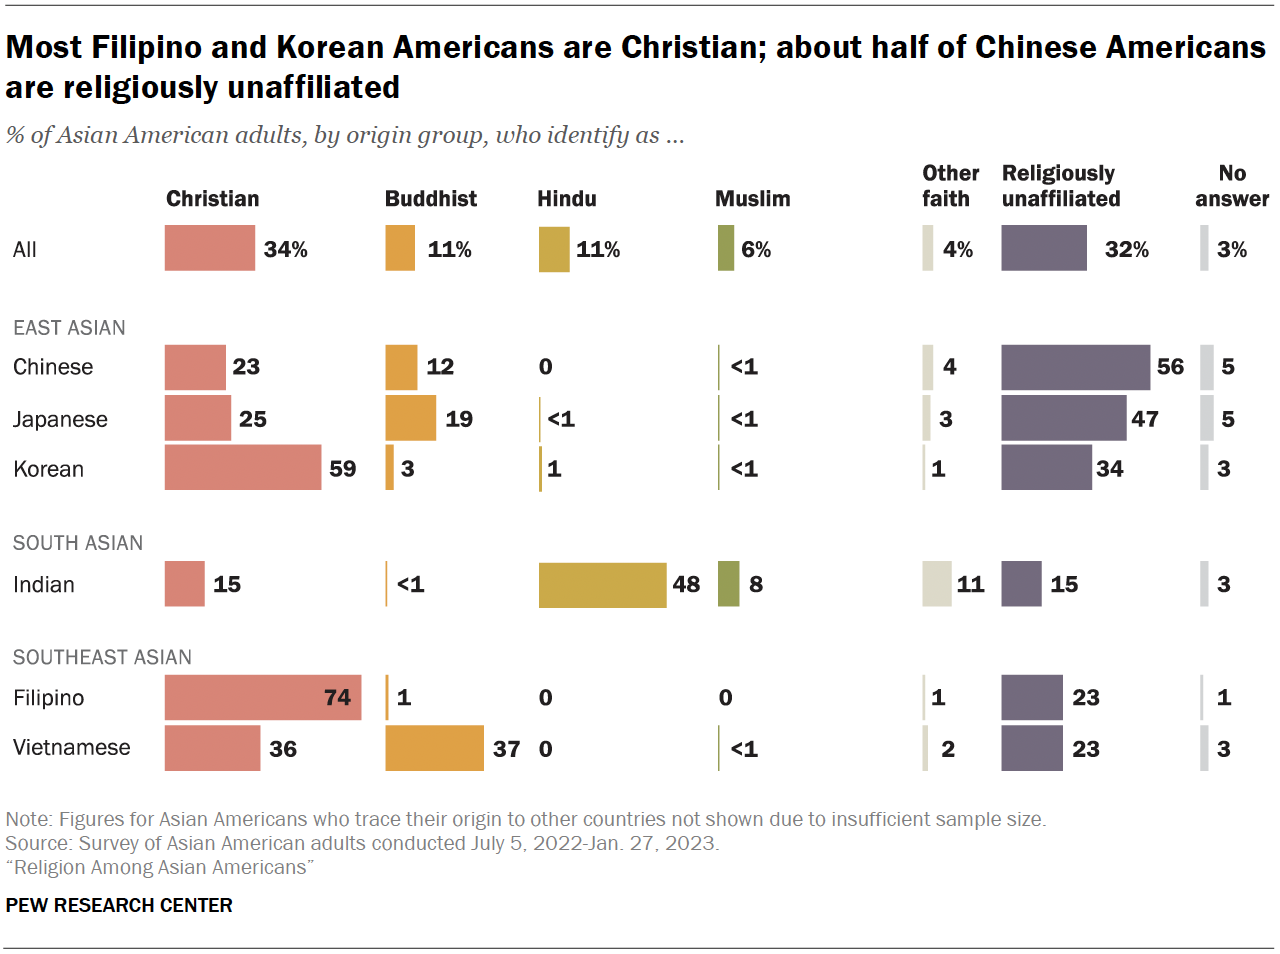 Most Filipino and Korean Americans are Christian; about half of Chinese Americans
are religiously unaffiliated
% of Asian American adults, by origin group, who identify as ...
Christian Buddhist Hindu Muslim Other faith Religiously unaffiliated No answer
All 34% 11% 11% 6% 4% 32% 3%
EAST ASIAN
Chinese 23 12 0 <1 4 56 5
Japanese 25 19 <1 <1 3 47 5
Korean 59 3 1 <1 1 34 3
SOUTH ASIAN
Indian 15 <1 48 8 11 15 3
SOUTHEAST ASIAN
Filipino 74 1 0 0 1 23 1
Vietnamese 36 37 0 <1 2 23 3
Note: Figures for Asian Americans who trace their origin to other countries not shown due to insufficient sample size.
Source: Survey of Asian American adults conducted July 5, 2022-Jan. 27, 2023.
“Religion Among Asian Americans”
PEW RESEARCH CENTER